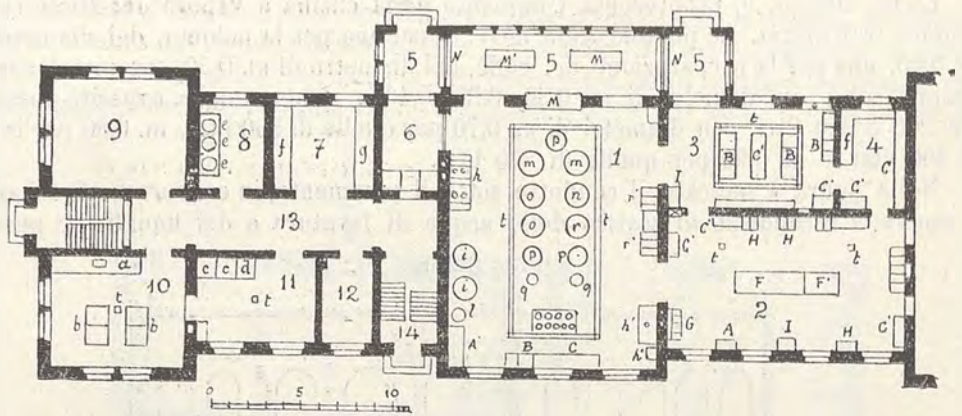 5 N M' 5 M N 5
9 8 f 7 g 6 M 3 b B f 4
e e e p B C' B C'
m m 1 I C' C'
h o n r
13 t o n C' H H C'
r' C' t t
a p p
10 i q q F F'
c c d 11 12 i 2
t t l
b b 14 A B C h' G A I H C'
h'
0 5 10